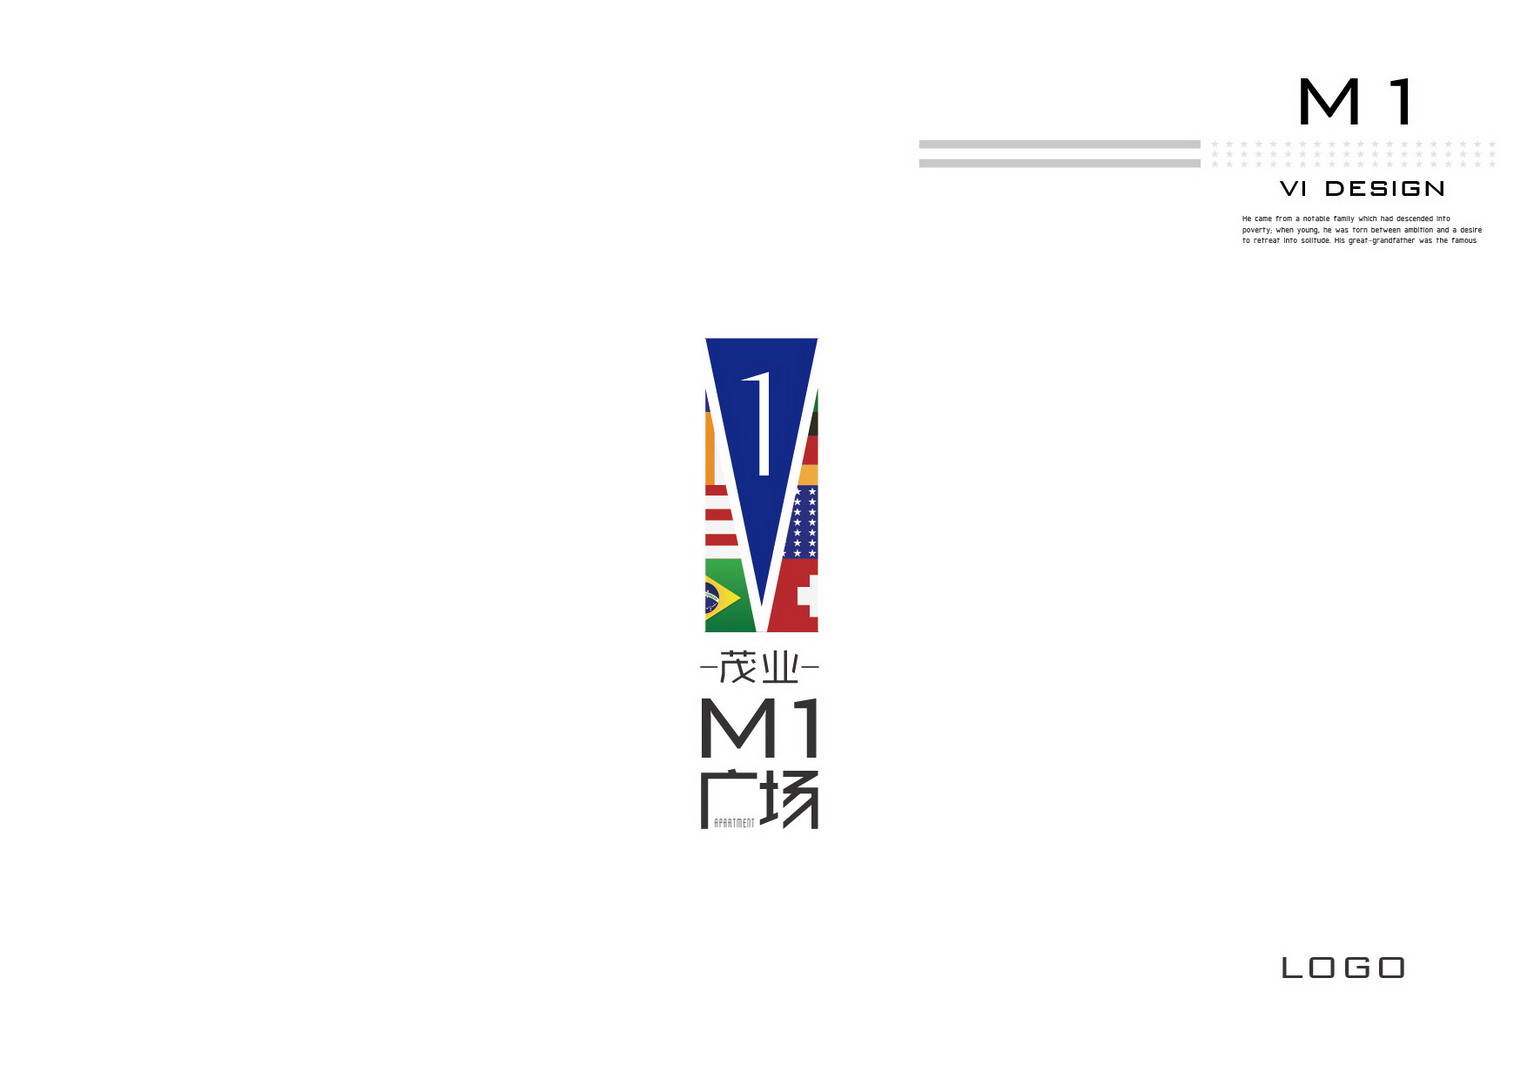 M 1
VI DESIGN
He came from a notable family which had descended into
poverty; when young, he was torn between ambition and a desire
to retreat into solitude. His great-grandfather was the famous
1
茂业
M1
广场
APARTMENT
LOGO